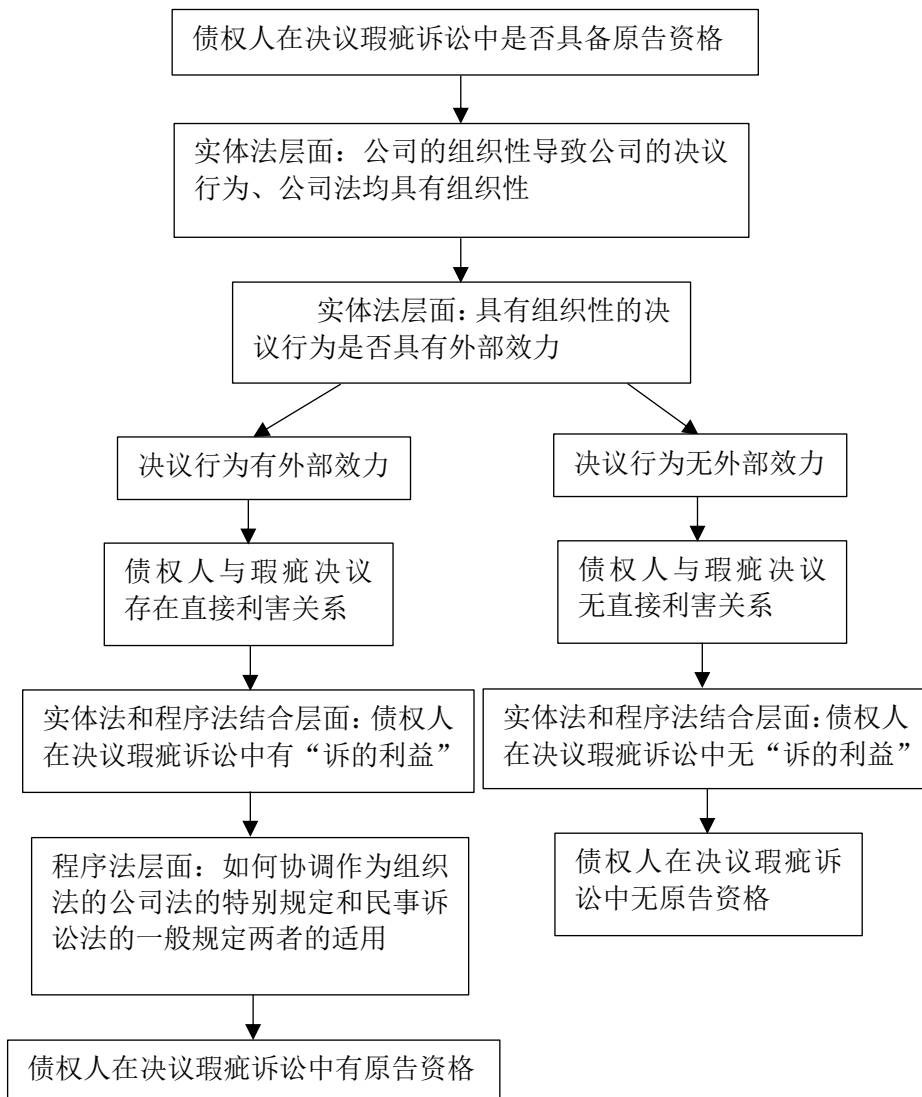 债权人在决议瑕疵诉讼中是否具备原告资格
实体法层面：公司的组织性导致公司的决议
行为、公司法均具有组织性
实体法层面：具有组织性的决
议行为是否具有外部效力
决议行为有外部效力
决议行为无外部效力
债权人与瑕疵决议
存在直接利害关系
债权人与瑕疵决议
无直接利害关系
实体法和程序法结合层面：债权人
在决议瑕疵诉讼中有“诉的利益”
实体法和程序法结合层面：债权人
在决议瑕疵诉讼中无“诉的利益”
程序法层面：如何协调作为组织
法的公司法的特别规定和民事诉
讼法的一般规定两者的适用
债权人在决议瑕疵诉
讼中无原告资格
债权人在决议瑕疵诉讼中有原告资格